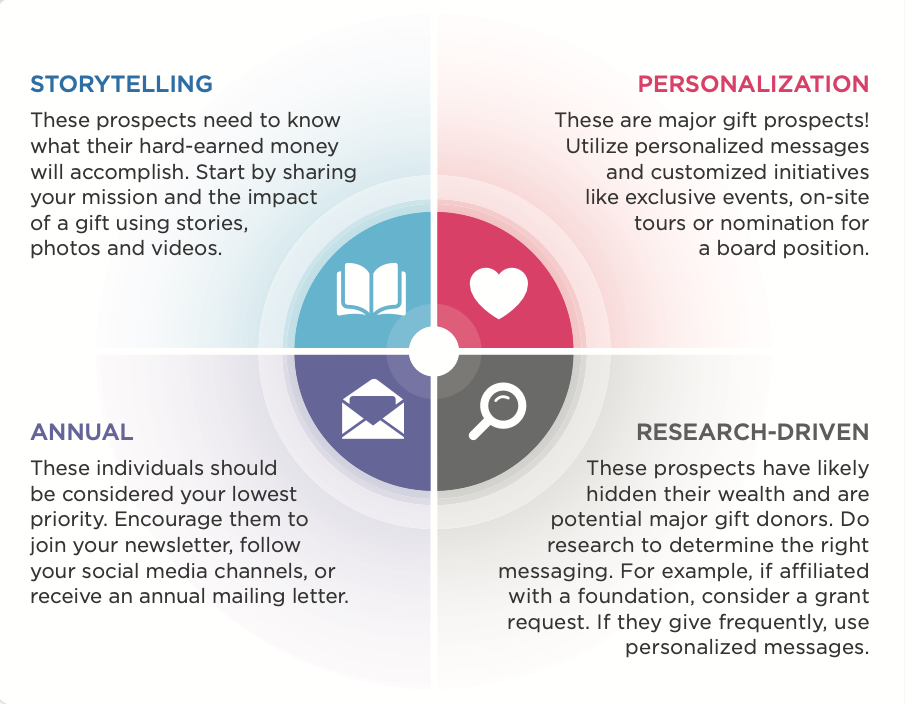 STORYTELLING
These prospects need to know
what their hard-earned money
will accomplish. Start by sharing
your mission and the impact
of a gift using stories,
photos and videos.
PERSONALIZATION
These are major gift prospects!
Utilize personalized messages
and customized initiatives
like exclusive events, on-site
tours or nomination for
a board position.
ANNUAL
These individuals should
be considered your lowest
priority. Encourage them to
join your newsletter, follow
your social media channels, or
receive an annual mailing letter.
RESEARCH-DRIVEN
These prospects have likely
hidden their wealth and are
potential major gift donors. Do
research to determine the right
messaging. For example, if affiliated
with a foundation, consider a grant
request. If they give frequently, use
personalized messages.